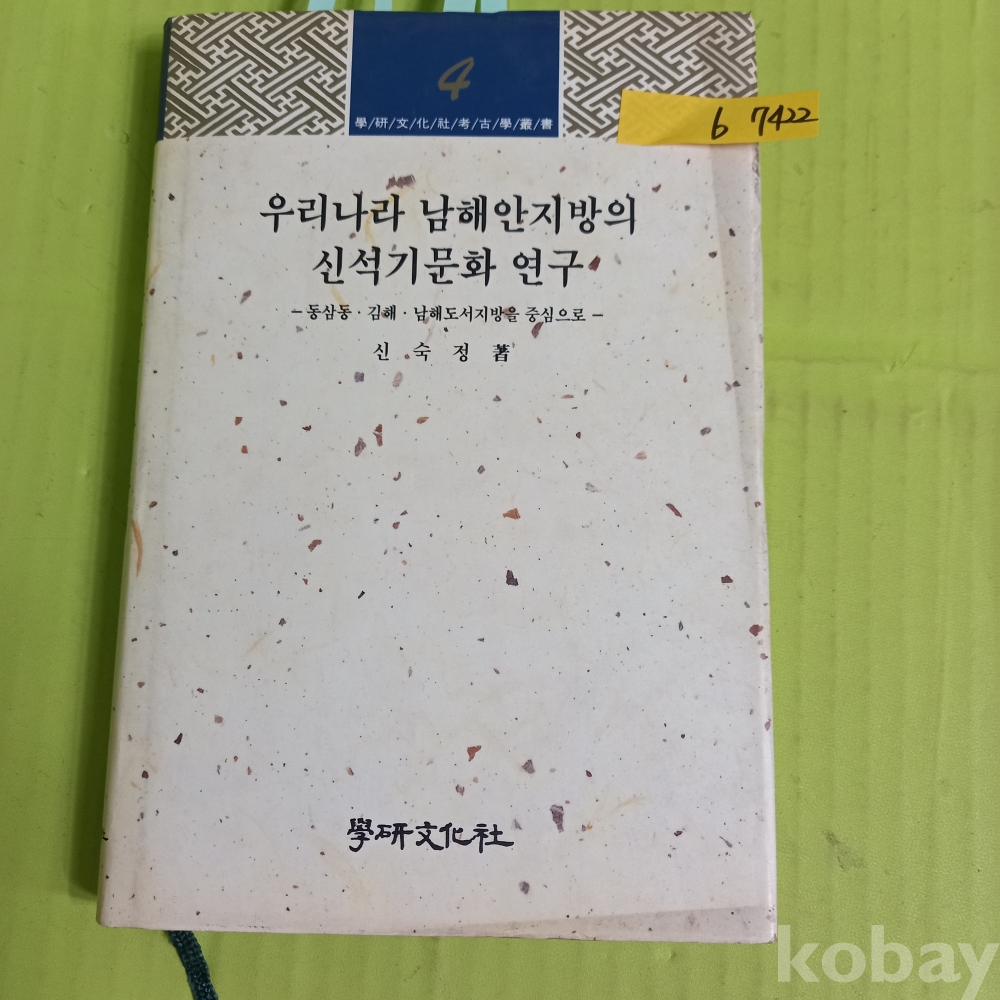 4
學/研/文/化/社/考/古/學/叢/書
b 7422
우리나라 남해안지방의
신석기문화 연구
- 동삼동 · 김해 · 남해도서지방을 중심으로 -
신 숙 정 著
學硏文化社
kobay